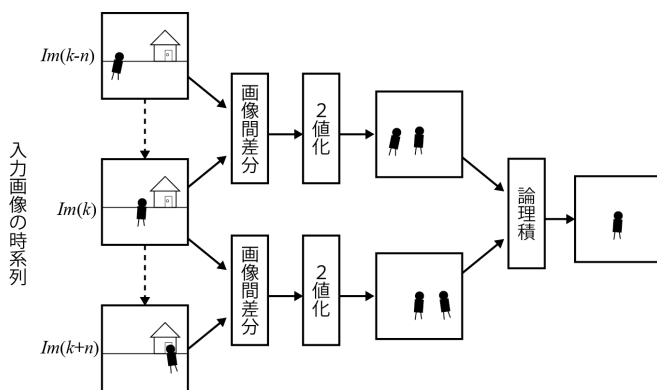 入力画像の時系列
Im(k-n)
Im(k)
Im(k+n)
画像間差分
2値化
画像間差分
2値化
論理積